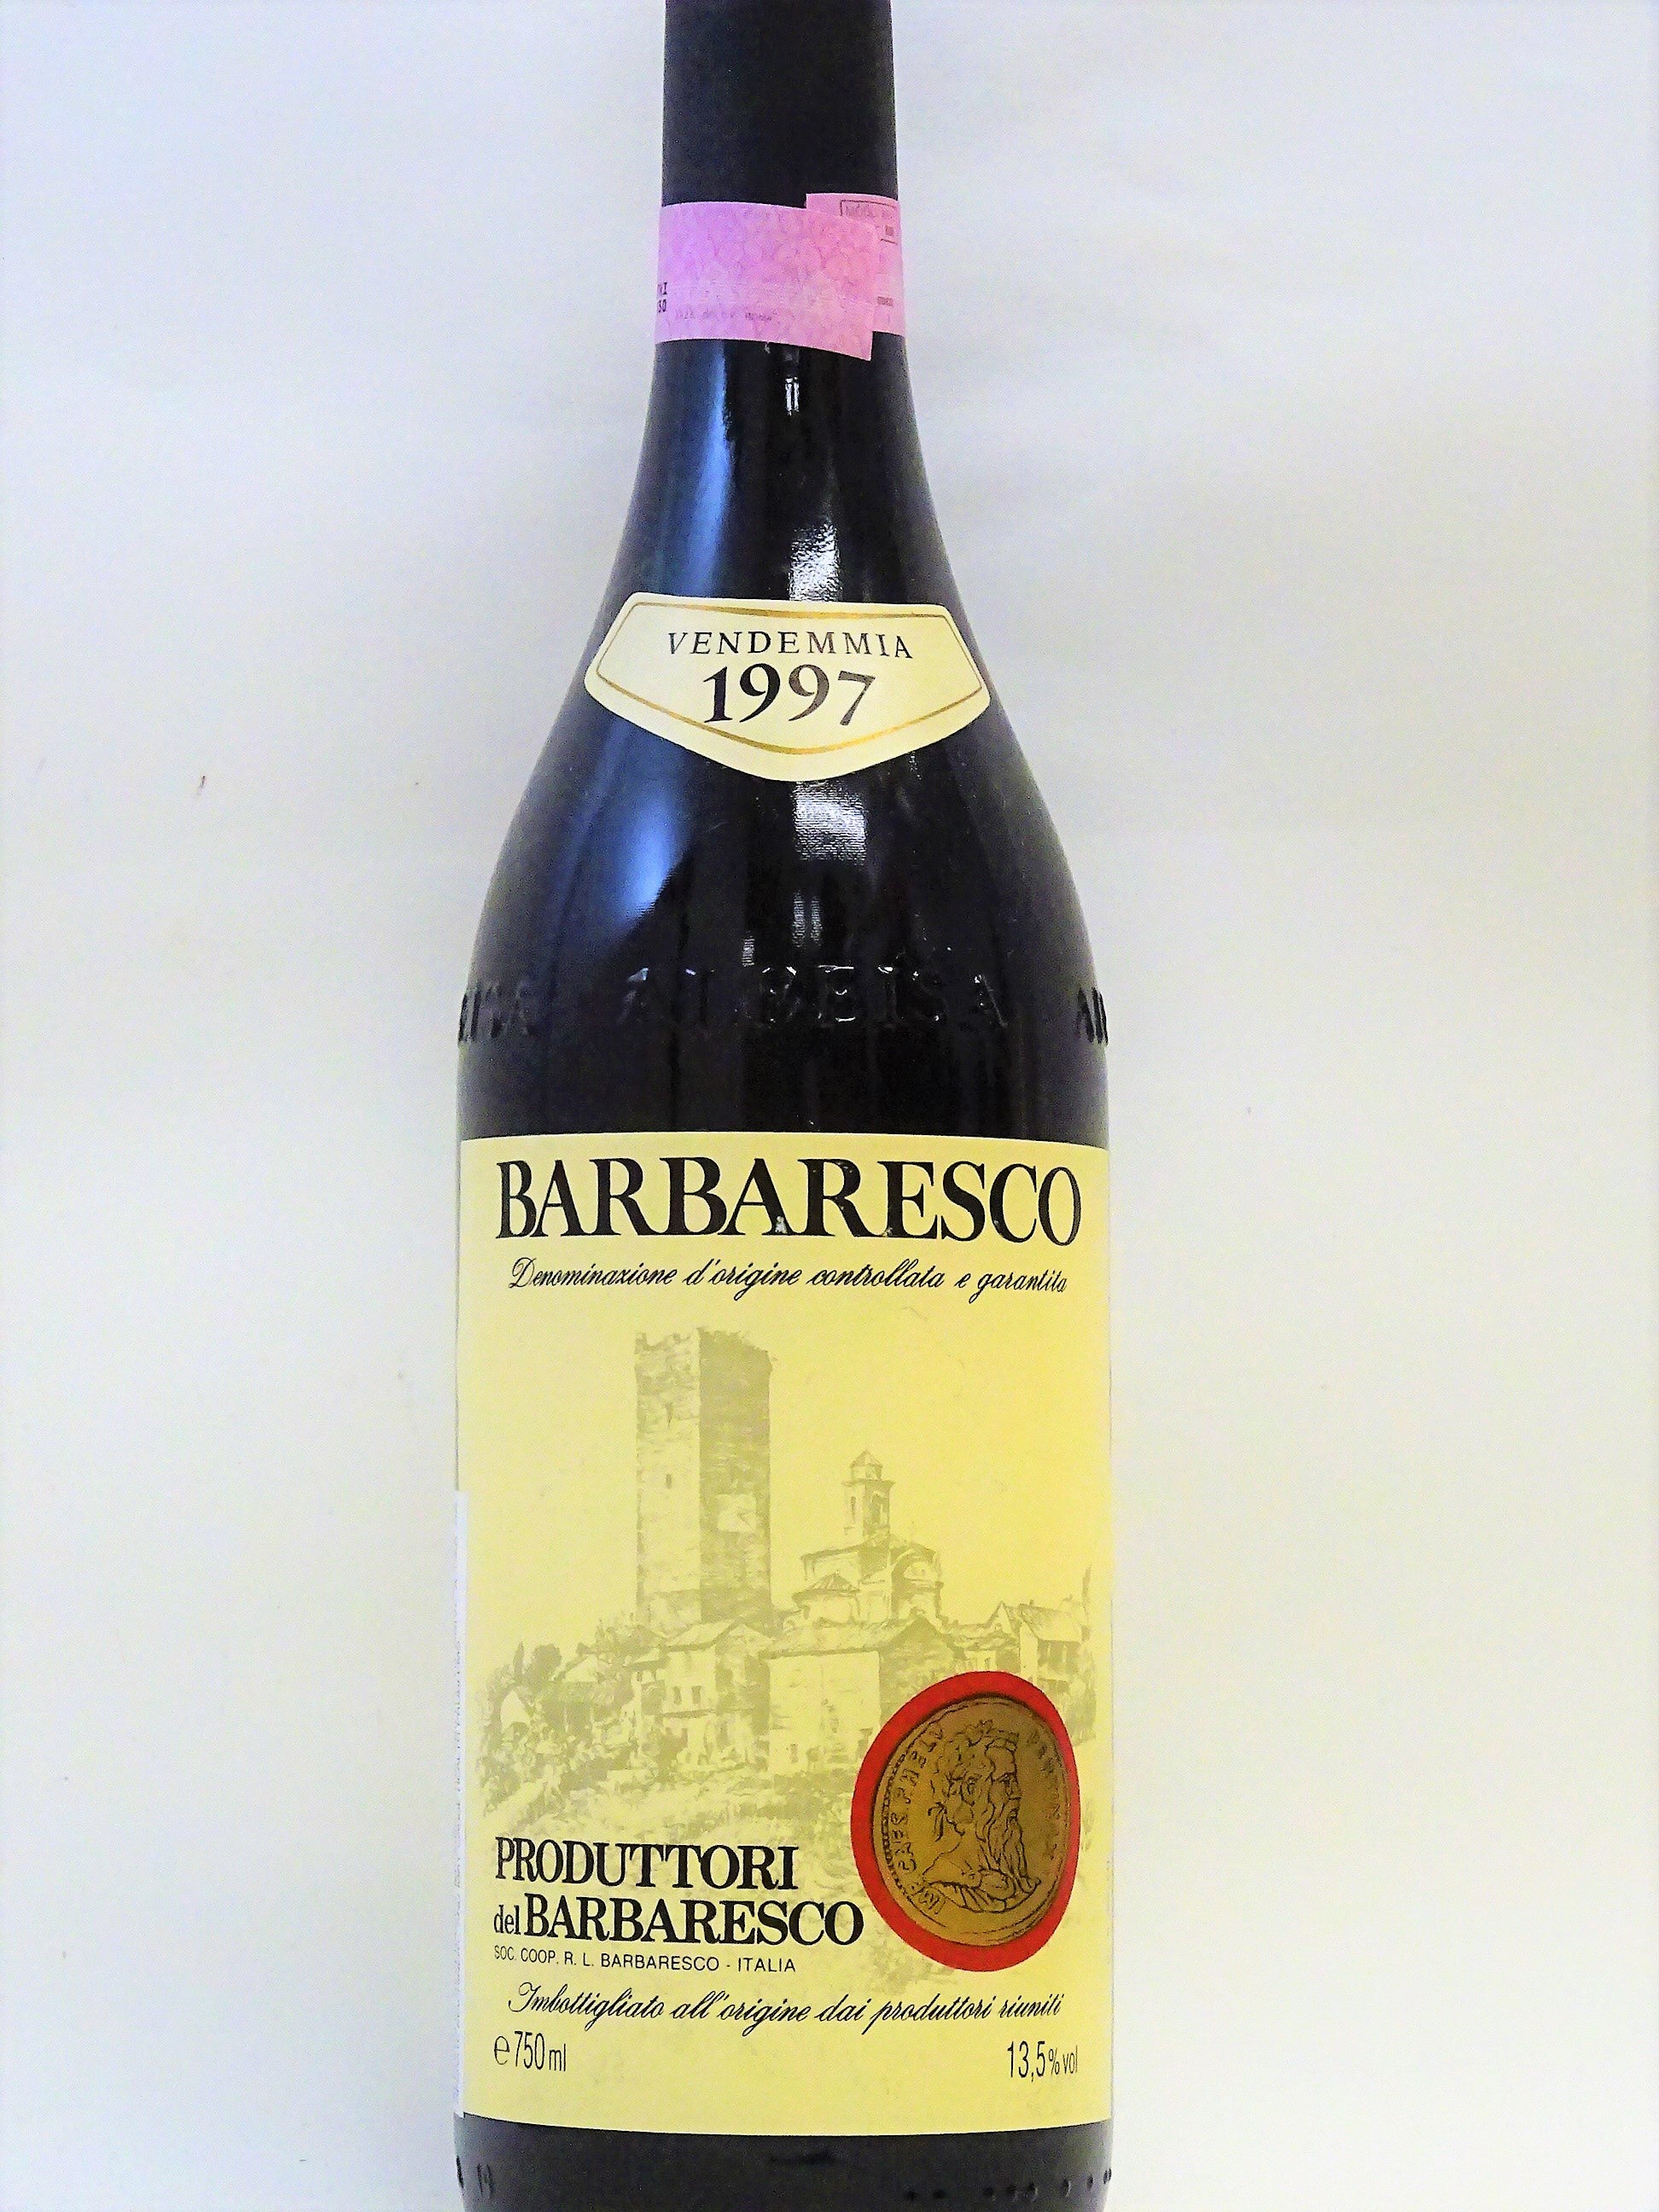 VENDEMMIA
1997
ALBEISA
BARBARESCO
Denominazione d'origine controllata e garantita
PRODUTTORI
del BARBARESCO
SOC. COOP. R. L. BARBARESCO - ITALIA
Imbottigliato all'origine dai produttori riuniti
e 750 ml
13,5% vol